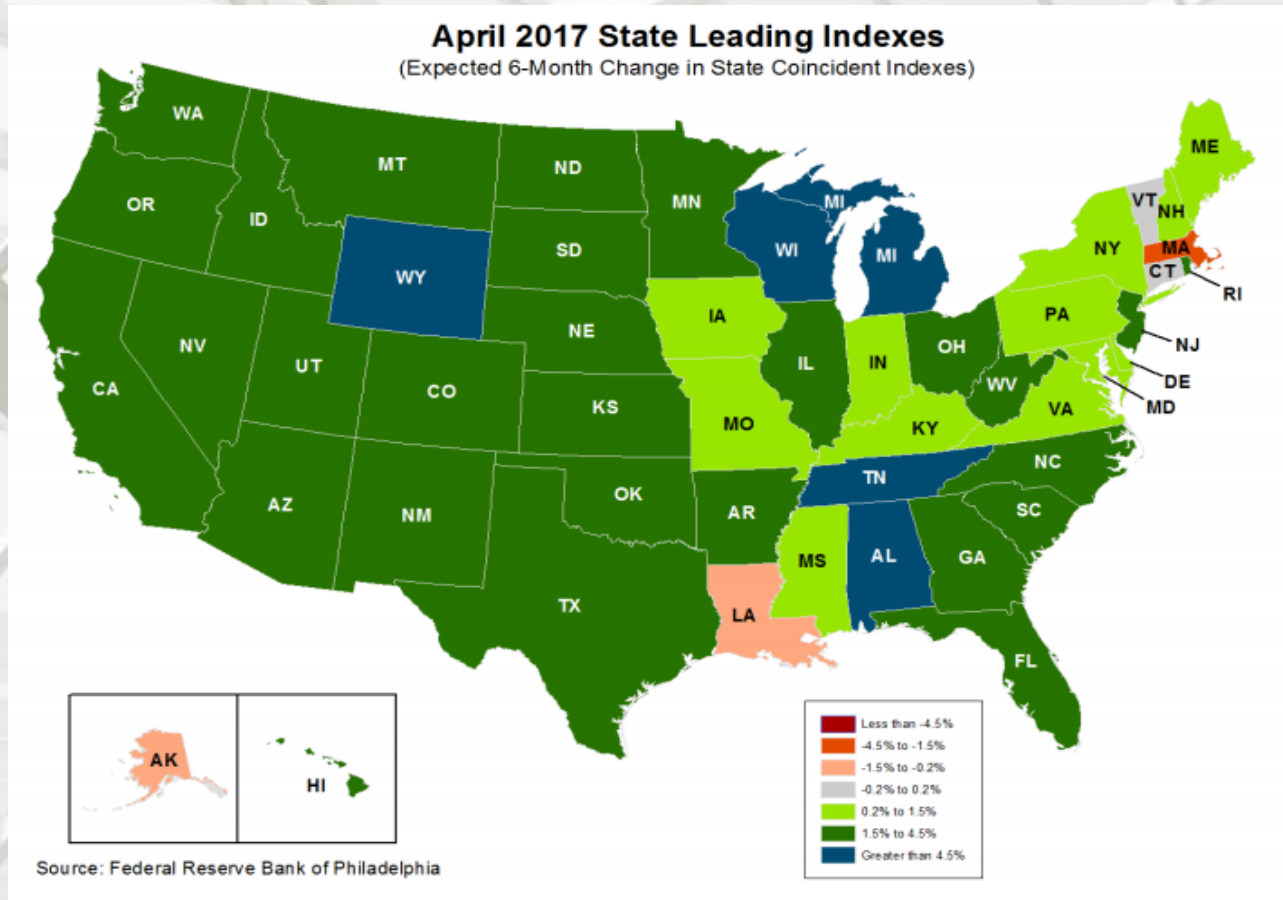 April 2017 State Leading Indexes
(Expected 6-Month Change in State Coincident Indexes)
WA
MT
ND
MN
ME
OR
ID
SD
WI
MI
MI
VT
NH
NY
MA
CT
RI
WY
NE
IA
PA
NJ
NV
UT
CO
KS
IL
IN
OH
WV
DE
MD
VA
CA
MO
KY
AZ
NM
OK
AR
TN
NC
SC
TX
LA
MS
AL
GA
FL
AK
HI
Less than -4.5%
-4.5% to -1.5%
-1.5% to -0.2%
-0.2% to 0.2%
0.2% to 1.5%
1.5% to 4.5%
Greater than 4.5%
Source: Federal Reserve Bank of Philadelphia